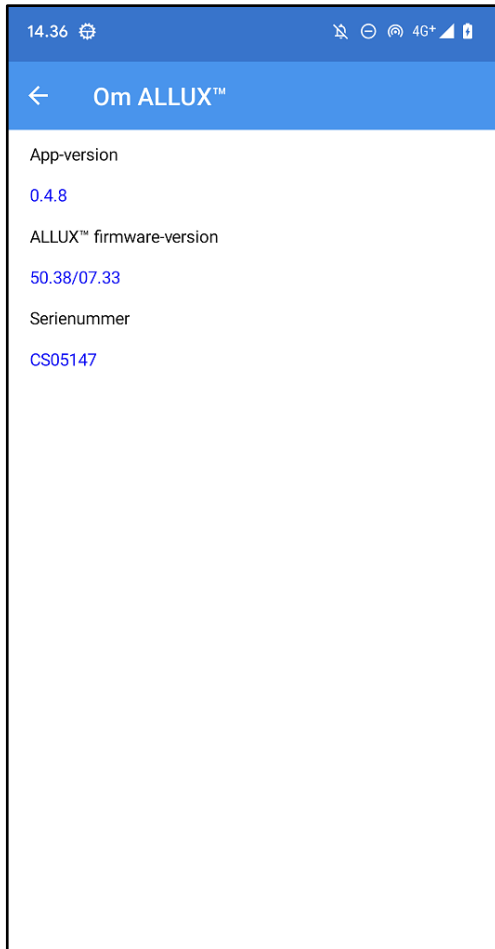 14.36 4G+
Om ALLUX™
App-version
0.4.8
ALLUX™ firmware-version
50.38/07.33
Serienummer
CS05147